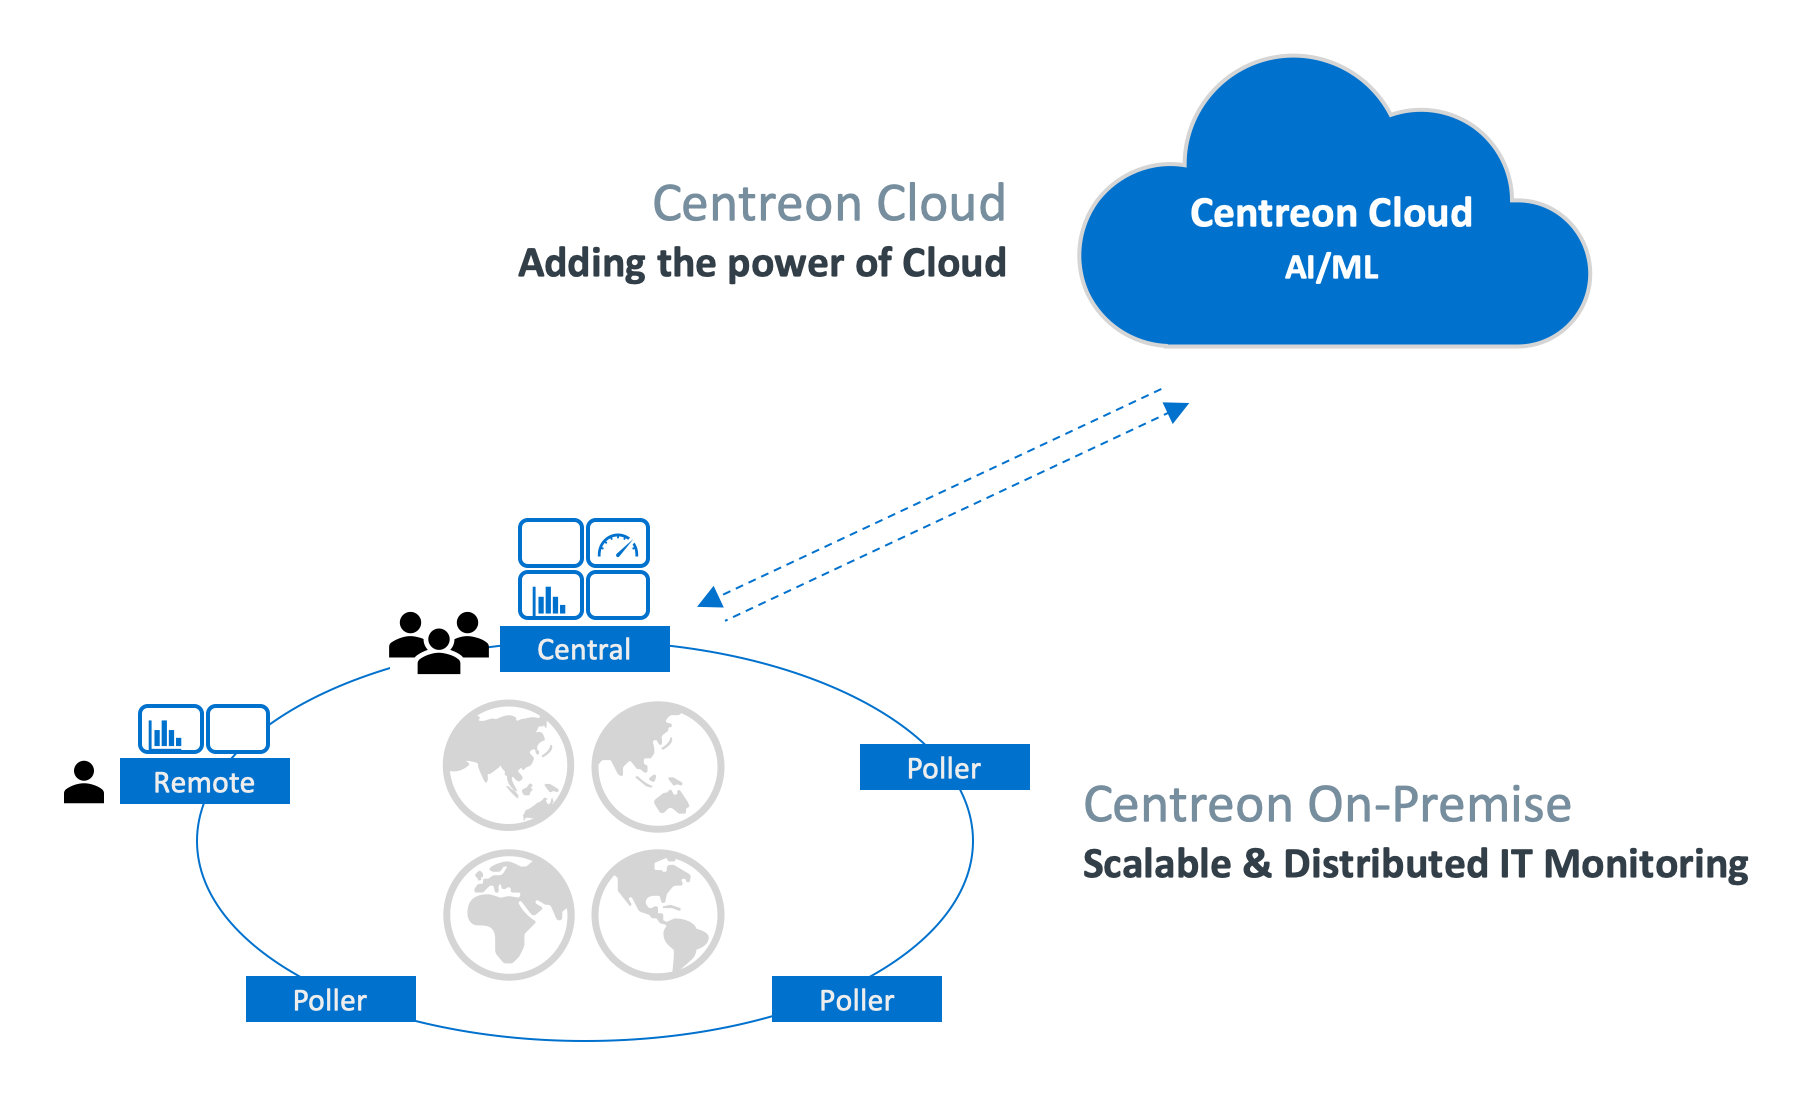 Centreon Cloud
Adding the power of Cloud
Centreon Cloud
AI/ML
Central
Remote
Poller
Centreon On-Premise
Scalable & Distributed IT Monitoring
Poller
Poller